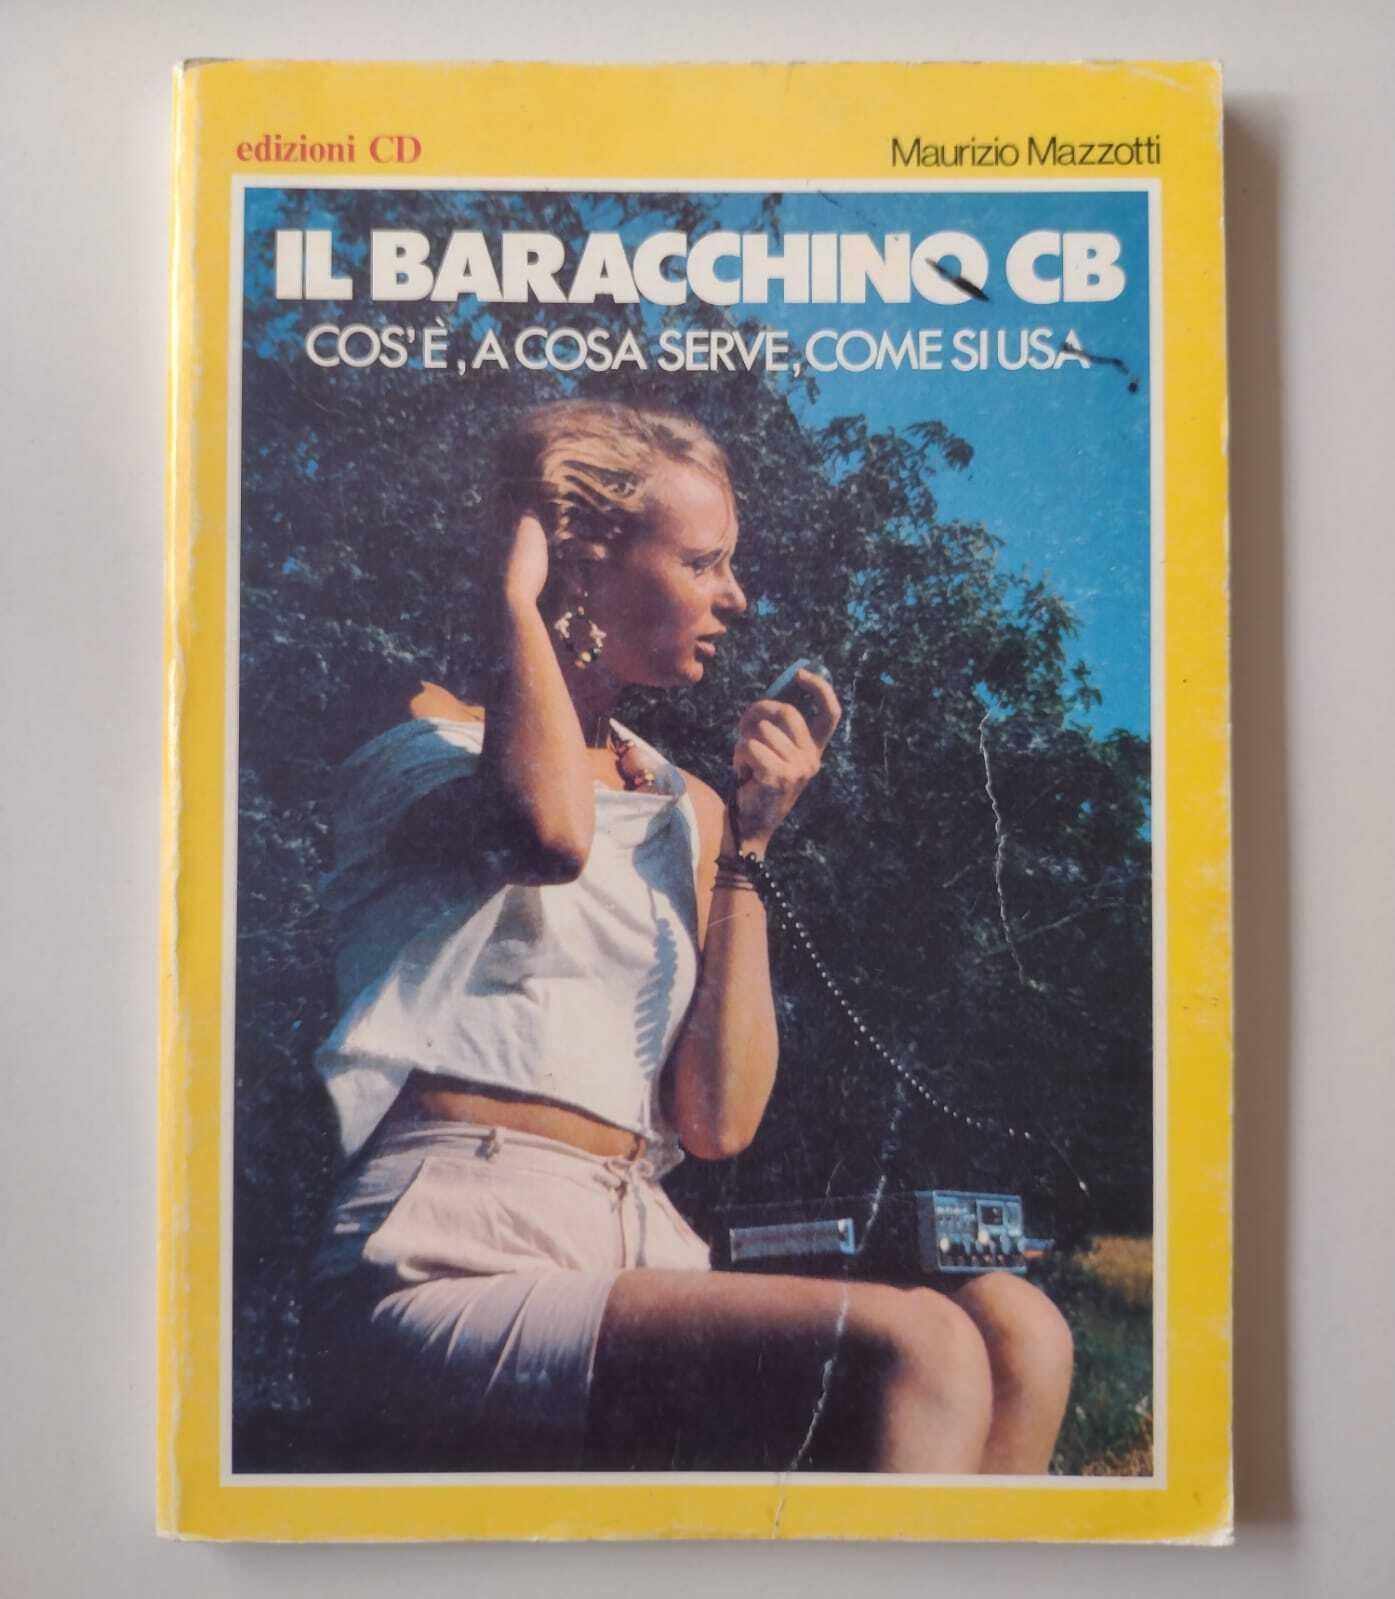 edizioni CD
Maurizio Mazzotti
IL BARACCHINO CB
COS'È, A COSA SERVE, COME SI USA